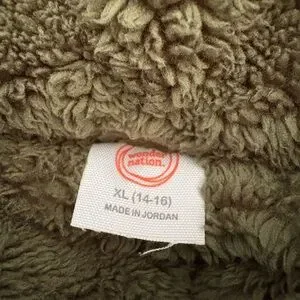 wonder
nation.
XL (14-16)
MADE IN JORDAN